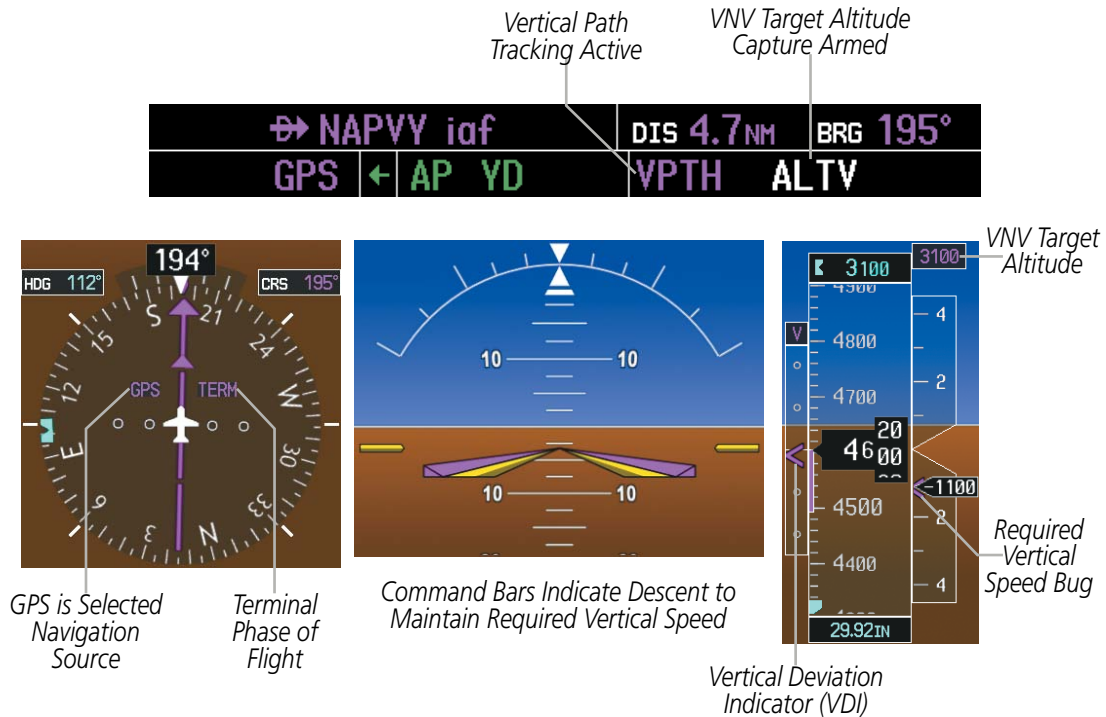 Vertical Path
Tracking Active
VNV Target Altitude
Capture Armed
NAPVY iaf
DIS 4.7NM BRG 195°
GPS AP YD VPTH ALTV
194°
HDG 112°
CRS 195°
S
21
24
W
30
33
N
3
6
E
12
15
GPS TERM
GPS is Selected
Navigation
Source
Terminal
Phase of
Flight
10 10
10 10
Command Bars Indicate Descent to
Maintain Required Vertical Speed
3100
3100
VNV Target
Altitude
V
4900
4800
4700
20
4600
4500
4400
4
2
-1100
2
4
29.92IN
Required
Vertical
Speed Bug
Vertical Deviation
Indicator (VDI)